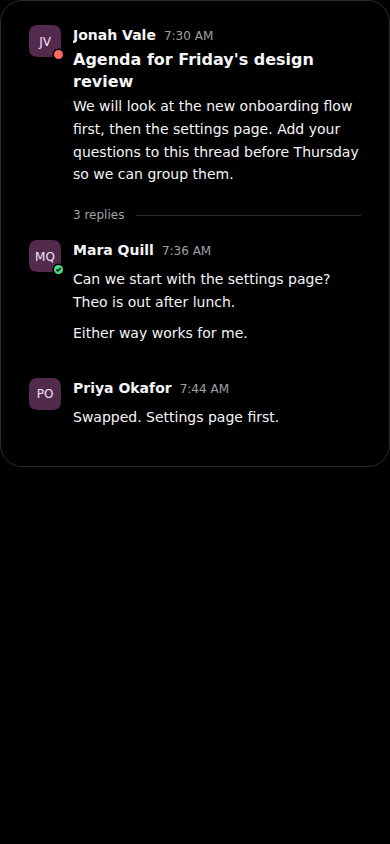 JV
Jonah Vale 7:30 AM
Agenda for Friday's design
review
We will look at the new onboarding flow
first, then the settings page. Add your
questions to this thread before Thursday
so we can group them.
3 replies
MQ
Mara Quill 7:36 AM
Can we start with the settings page?
Theo is out after lunch.
Either way works for me.
PO
Priya Okafor 7:44 AM
Swapped. Settings page first.